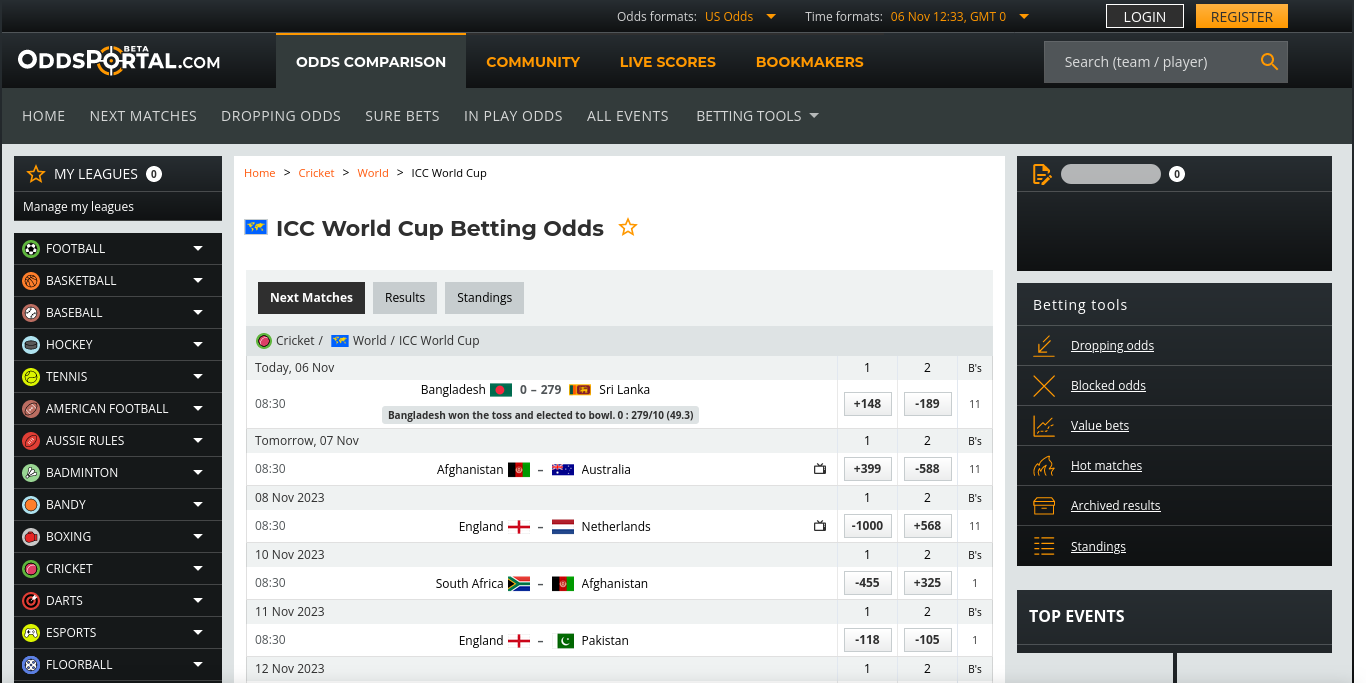 Odds formats: US Odds Time formats: 06 Nov 12:33, GMT 0 LOGIN REGISTER
ODDSPORTAL.COM BETA ODDS COMPARISON COMMUNITY LIVE SCORES BOOKMAKERS Search (team / player)
HOME NEXT MATCHES DROPPING ODDS SURE BETS IN PLAY ODDS ALL EVENTS BETTING TOOLS
MY LEAGUES 0
Manage my leagues
FOOTBALL
BASKETBALL
BASEBALL
HOCKEY
TENNIS
AMERICAN FOOTBALL
AUSSIE RULES
BADMINTON
BANDY
BOXING
CRICKET
DARTS
ESPORTS
FLOORBALL
Home > Cricket > World > ICC World Cup
ICC World Cup Betting Odds
Next Matches Results Standings
Cricket / World / ICC World Cup
Today, 06 Nov 1 2 B's
08:30 Bangladesh 0 – 279 Sri Lanka +148 -189 11
Bangladesh won the toss and elected to bowl. 0 : 279/10 (49.3)
Tomorrow, 07 Nov 1 2 B's
08:30 Afghanistan – Australia +399 -588 11
08 Nov 2023 1 2 B's
08:30 England – Netherlands -1000 +568 11
10 Nov 2023 1 2 B's
08:30 South Africa – Afghanistan -455 +325 1
11 Nov 2023 1 2 B's
08:30 England – Pakistan -118 -105 1
12 Nov 2023 1 2 B's
0
Betting tools
Dropping odds
Blocked odds
Value bets
Hot matches
Archived results
Standings
TOP EVENTS